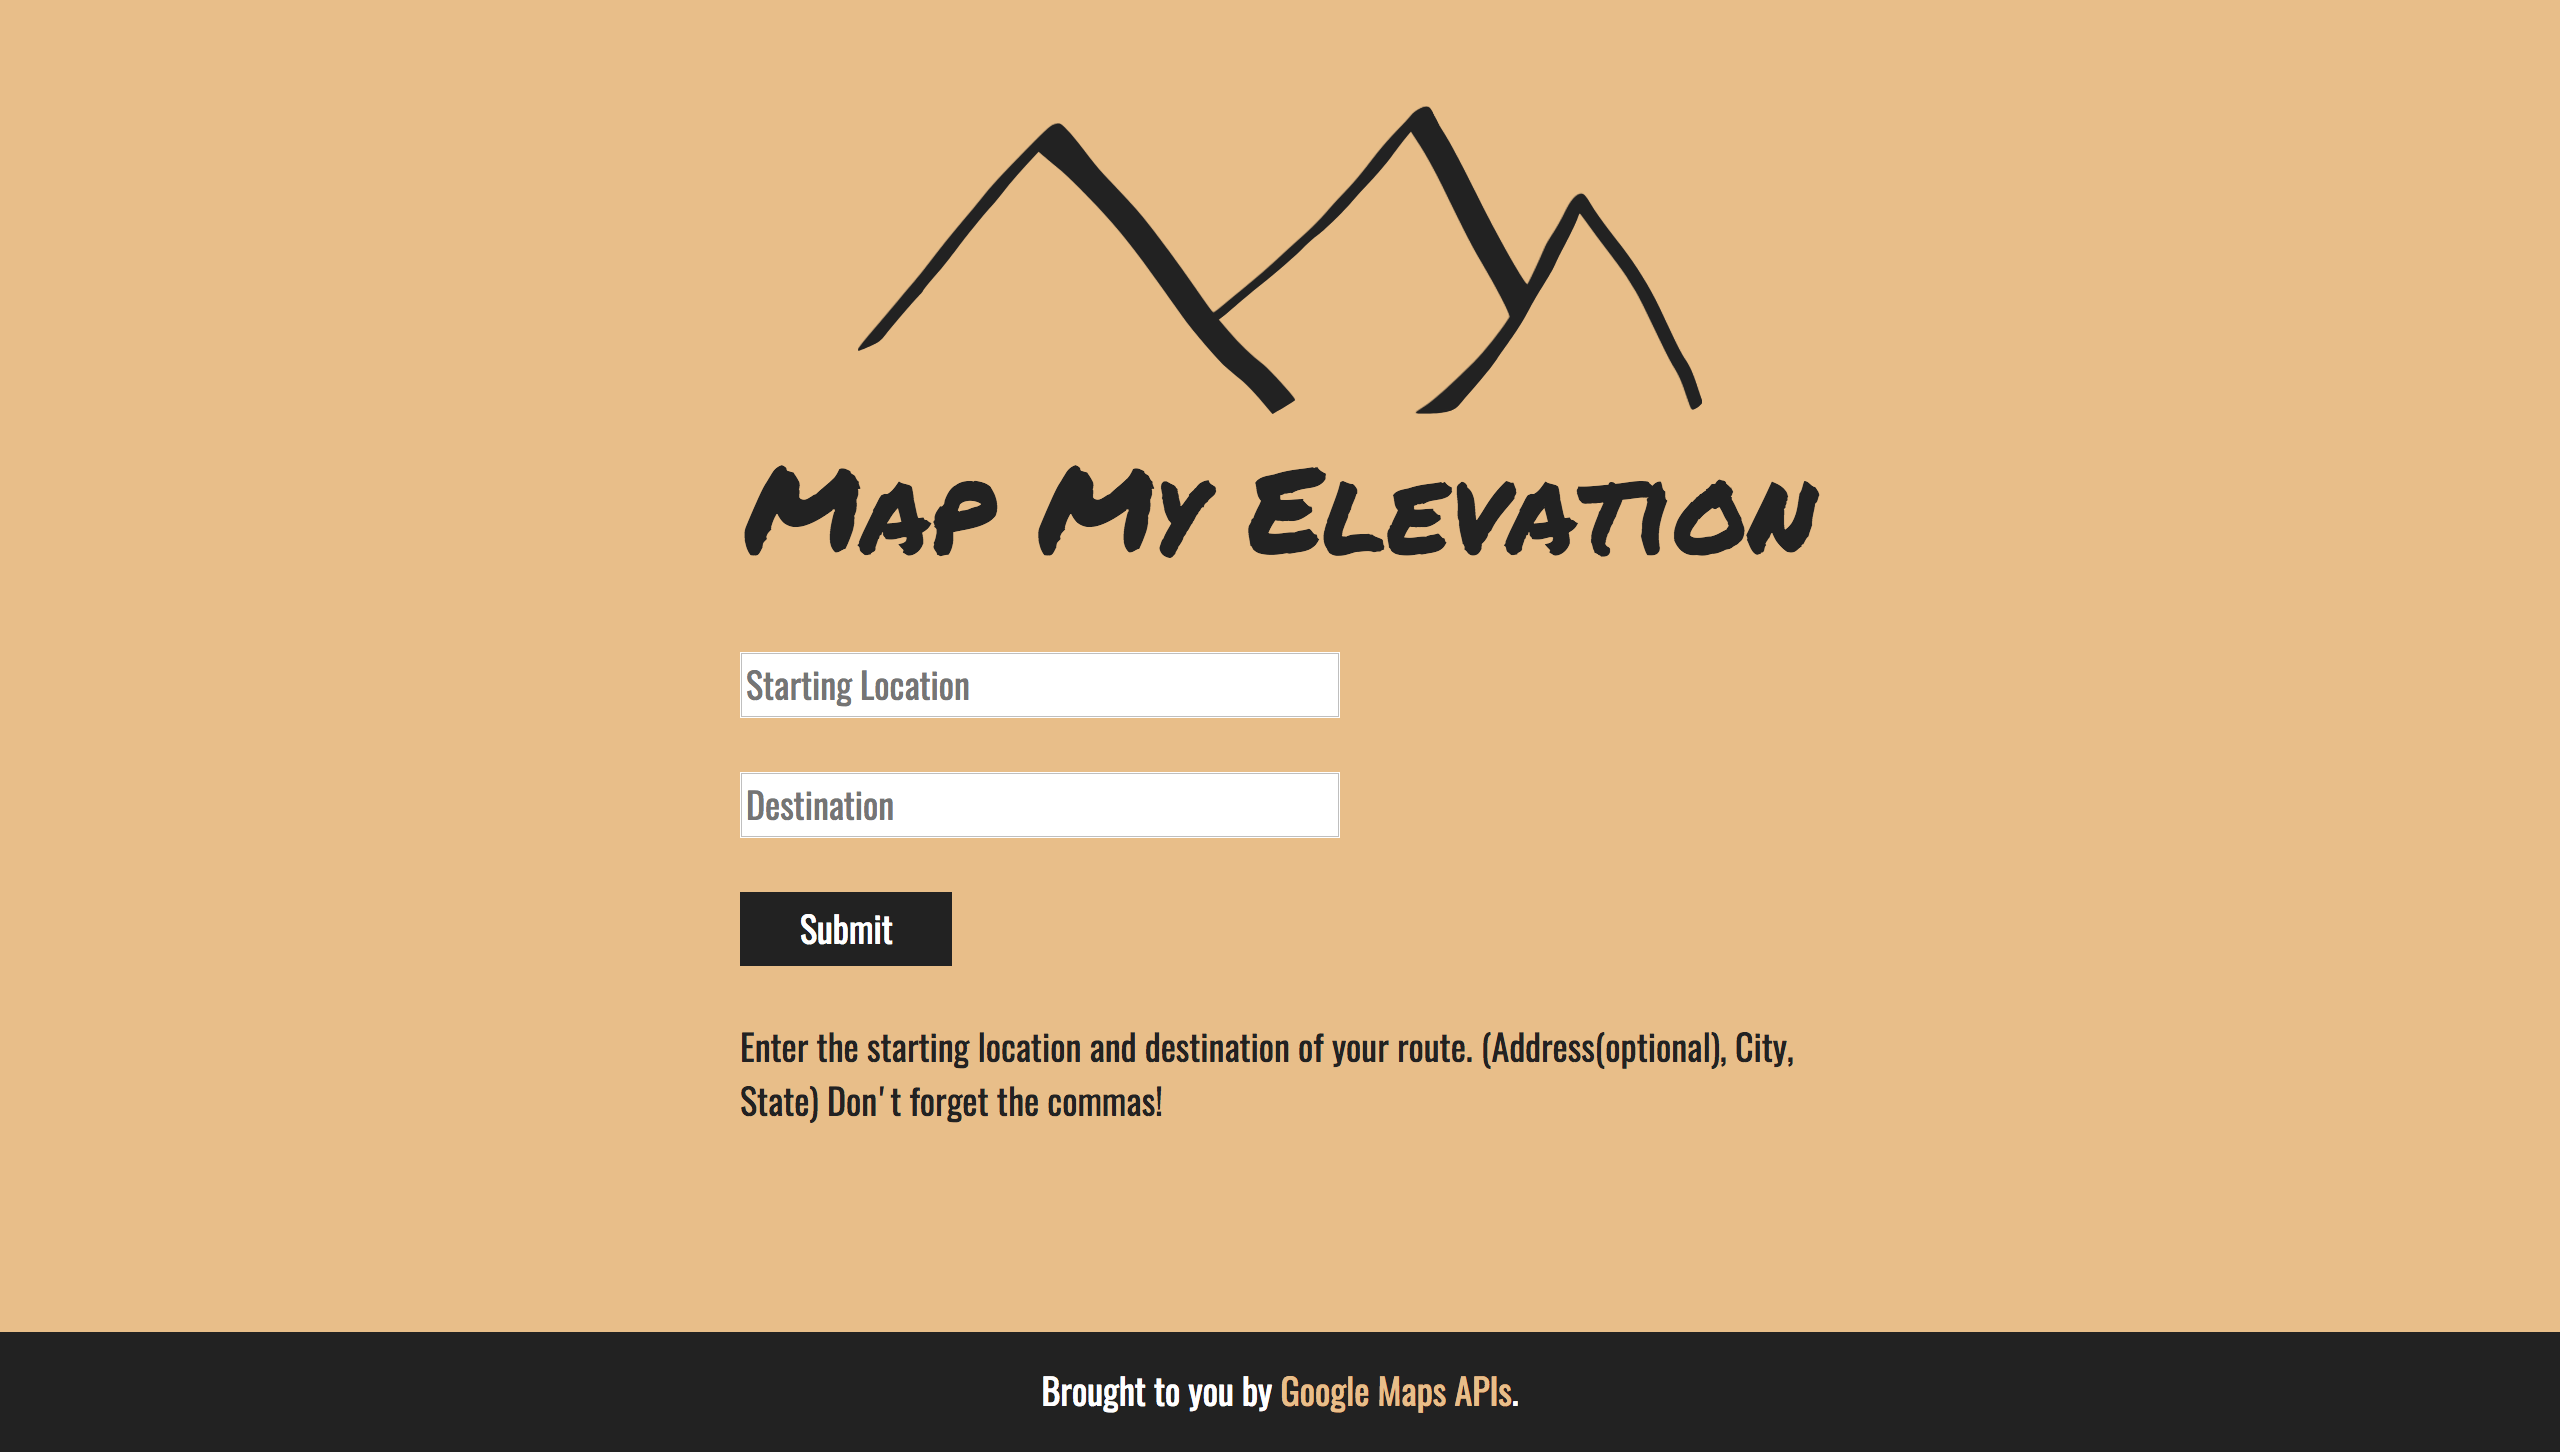 Map My Elevation
Starting Location
Destination
Submit
Enter the starting location and destination of your route. (Address(optional), City,
State) Don't forget the commas!
Brought to you by Google Maps APIs.